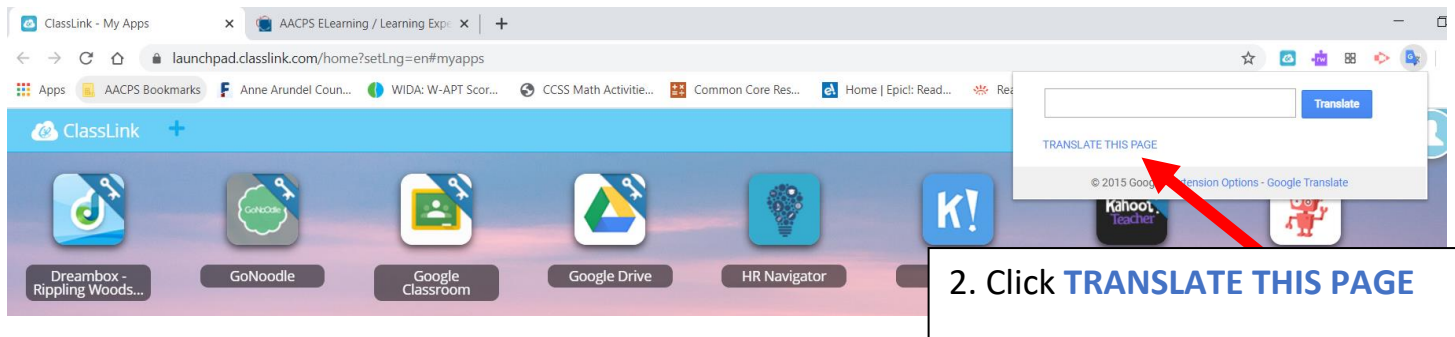 ClassLink - My Apps
AACPS ELearning / Learning Expe
launchpad.classlink.com/home?setLng=en#myapps
Apps AACPS Bookmarks Anne Arundel Coun... WIDA: W-APT Scor... CCSS Math Activitie... Common Core Res... Home | Epic!: Read... Rea
Translate
TRANSLATE THIS PAGE
© 2015 Options - Google Translate
ClassLink
GoNoodle
K!
Kahoot!
Teacher
Dreambox -
Rippling Woods...
GoNoodle
Google
Classroom
Google Drive
HR Navigator
2. Click TRANSLATE THIS PAGE